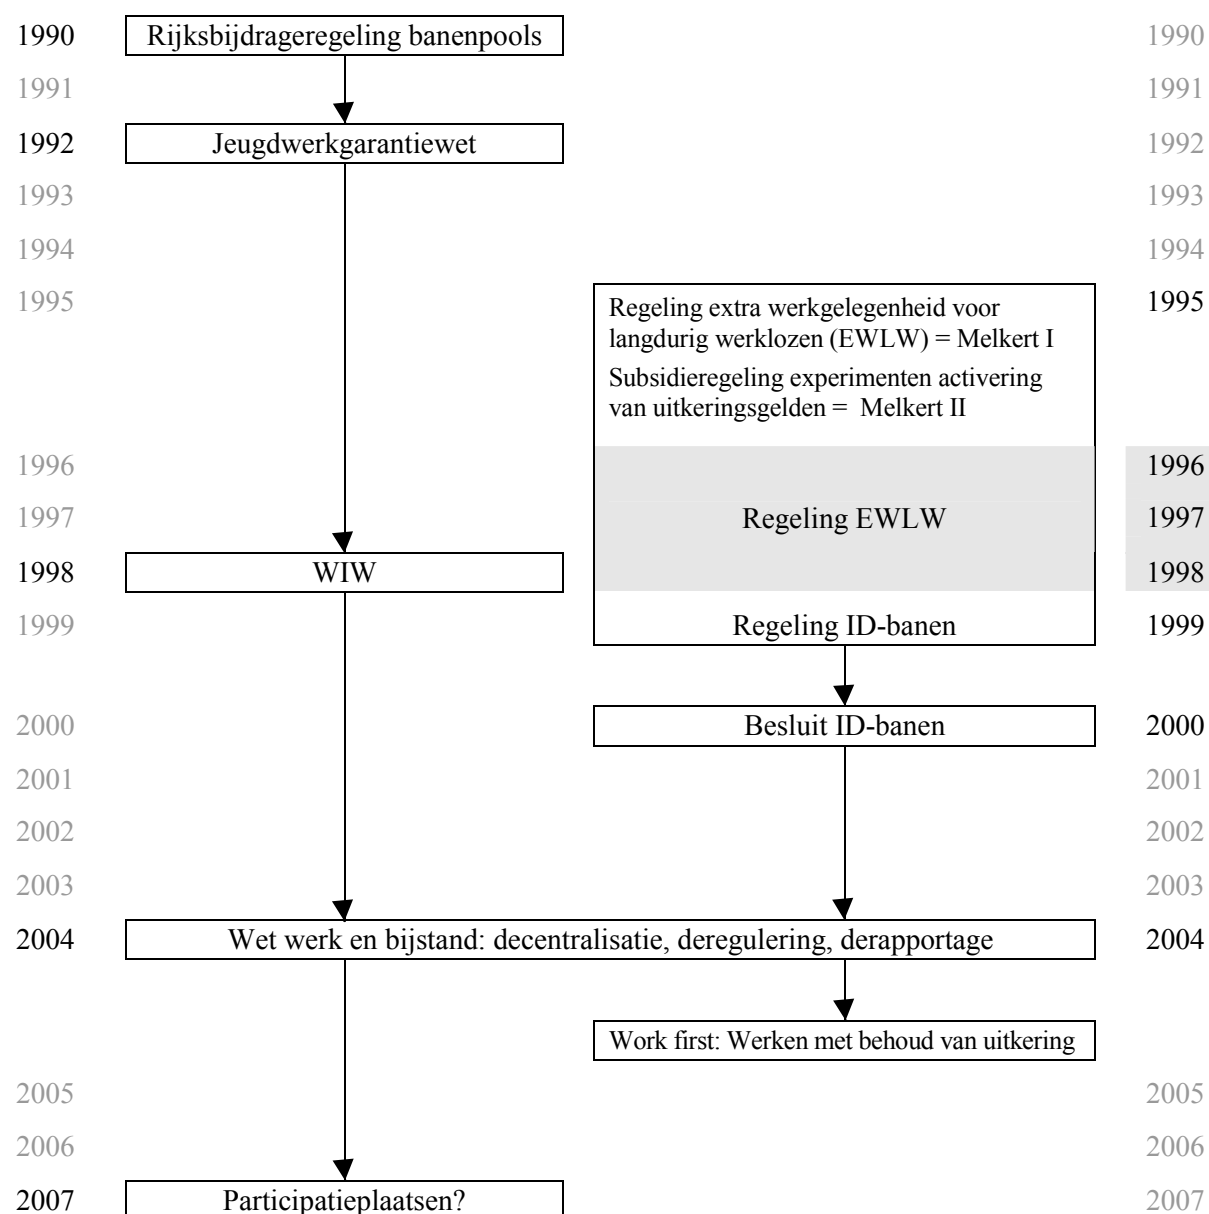 1990 Rijksbijdrageregeling banenpools 1990
1991 1991
1992 Jeugdwerkgarantiewet 1992
1993 1993
1994 1994
1995 Regeling extra werkgelegenheid voor 1995
langdurig werklozen (EWLW) = Melkert I
Subsidieregeling experimenten activering
van uitkeringsgelden = Melkert II
1996 1996
1997 Regeling EWLW 1997
1998 WIW 1998
1999 Regeling ID-banen 1999
2000 Besluit ID-banen 2000
2001 2001
2002 2002
2003 2003
2004 Wet werk en bijstand: decentralisatie, deregulering, derapportage 2004
Work first: Werken met behoud van uitkering
2005 2005
2006 2006
2007 Participatieplaatsen? 2007